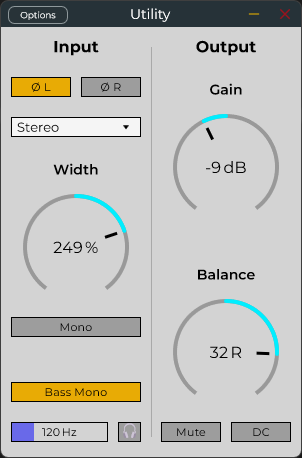 Options
Utility
Input
Ø L
Ø R
Stereo
Width
249 %
Mono
Bass Mono
120 Hz
Output
Gain
-9 dB
Balance
32 R
Mute
DC